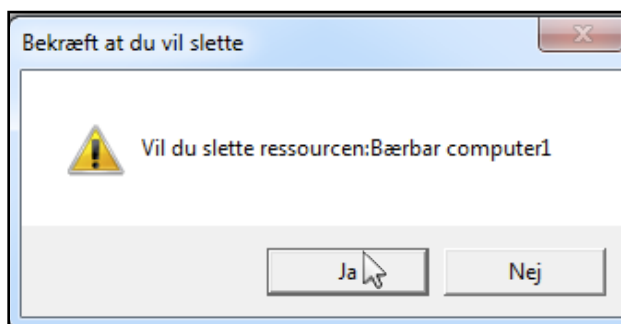 Bekræft at du vil slette
Vil du slette ressourcen:Bærbar computer1
Ja
Nej